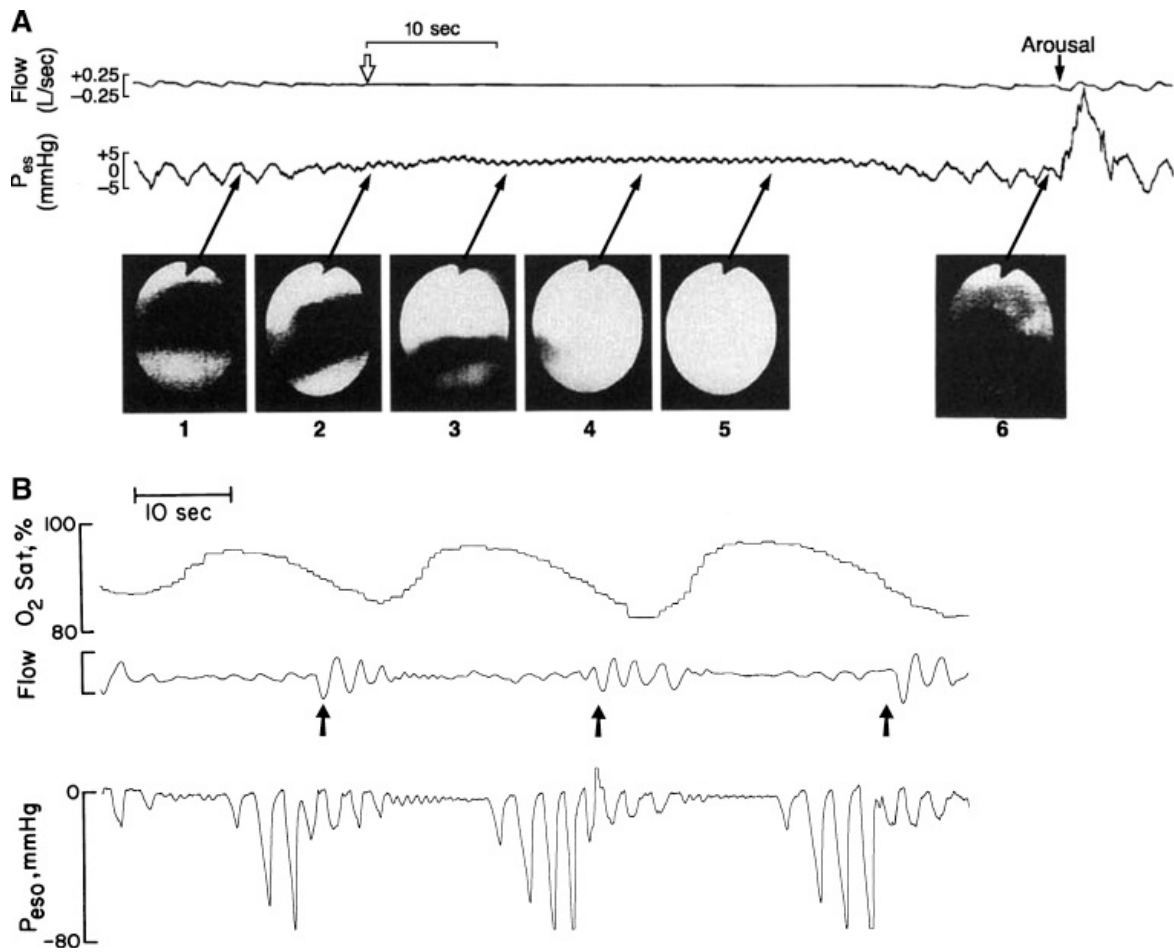 A
10 sec
Arousal
Flow
(L/sec)
+0.25
−0.25
Pes
(mmHg)
+5
0
−5
1 2 3 4 5 6
B
10 sec
O2 Sat, %
100
80
Flow
Peso, mmHg
0
−80